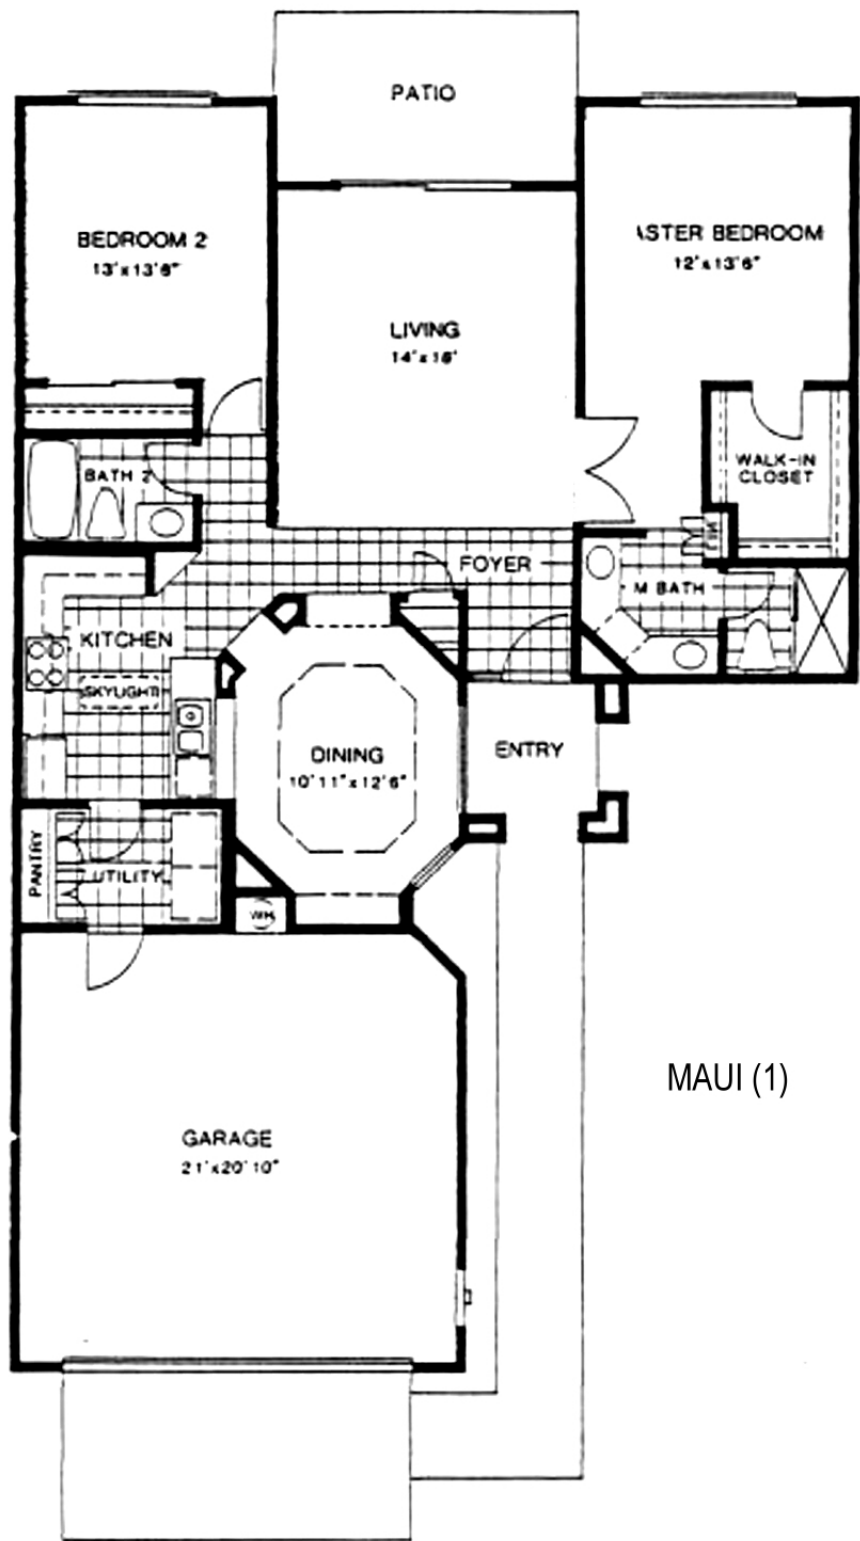 PATIO
BEDROOM 2
13'x13'6"
ASTER BEDROOM
12'x13'6"
LIVING
14'x16'
WALK-IN
CLOSET
BATH 2
FOYER
M BATH
KITCHEN
SKYLIGHT
DINING
10'11"x12'6"
ENTRY
PANTRY
UTILITY
WH
GARAGE
21'x20'10"
MAUI (1)